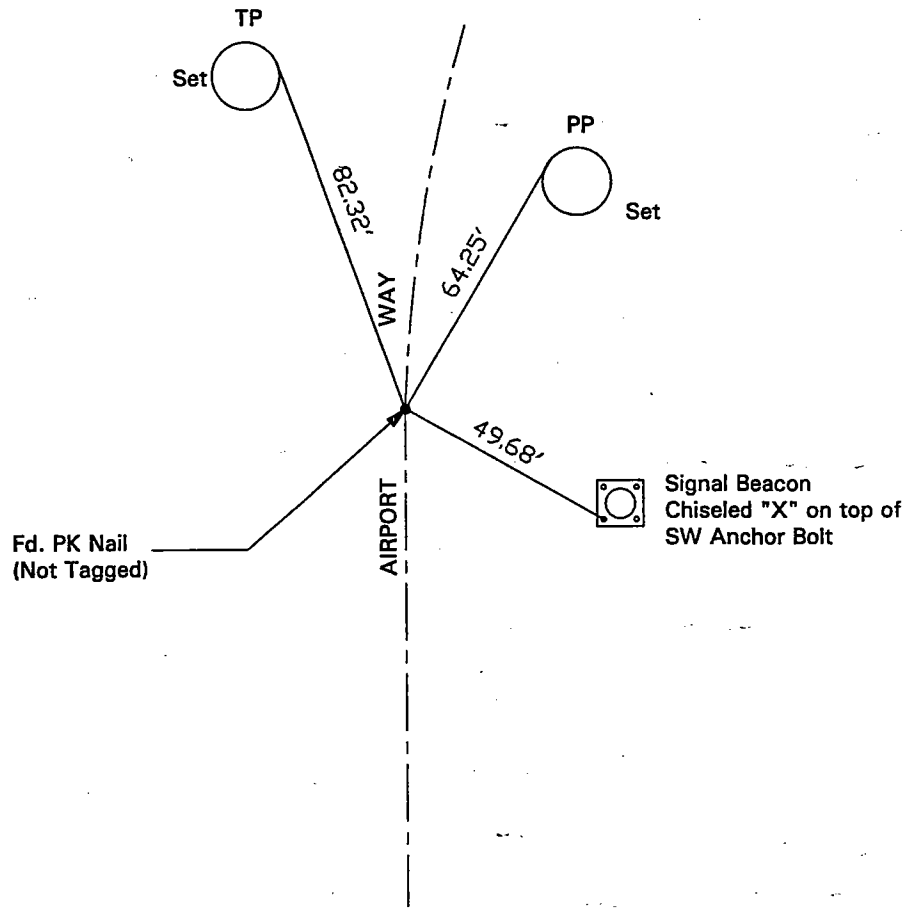 TP
Set
PP
Set
82.32'
64.25'
WAY
49.68'
AIRPORT
Signal Beacon
Chiseled "X" on top of
SW Anchor Bolt
Fd. PK Nail
(Not Tagged)